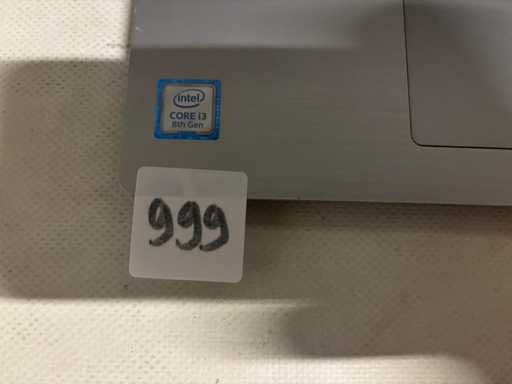 intel
CORE i3
8th Gen
999